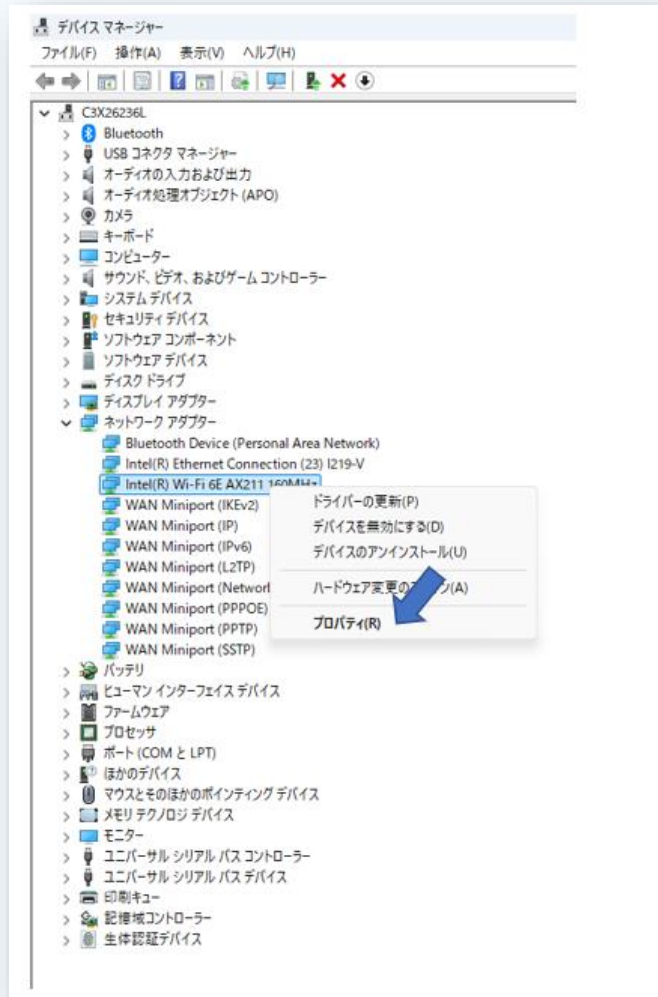 デバイス マネージャー
ファイル(F) 操作(A) 表示(V) ヘルプ(H)
C3X26236L
Bluetooth
USB コネクタ マネージャー
オーディオの入力および出力
オーディオ処理オブジェクト (APO)
カメラ
キーボード
コンピューター
サウンド、ビデオ、およびゲーム コントローラー
システム デバイス
セキュリティ デバイス
ソフトウェア コンポーネント
ソフトウェア デバイス
ディスク ドライブ
ディスプレイ アダプター
ネットワーク アダプター
Bluetooth Device (Personal Area Network)
Intel(R) Ethernet Connection (23) I219-V
Intel(R) Wi-Fi 6E AX211 160MHz
WAN Miniport (IKEv2)
WAN Miniport (IP)
WAN Miniport (IPv6)
WAN Miniport (L2TP)
WAN Miniport (Networ
WAN Miniport (PPPOE)
WAN Miniport (PPTP)
WAN Miniport (SSTP)
ドライバーの更新(P)
デバイスを無効にする(D)
デバイスのアンインストール(U)
ハードウェア変更の ン(A)
プロパティ(R)
バッテリ
ヒューマン インターフェイス デバイス
ファームウェア
プロセッサ
ポート (COM と LPT)
ほかのデバイス
マウスとそのほかのポインティング デバイス
メモリ テクノロジ デバイス
モニター
ユニバーサル シリアル バス コントローラー
ユニバーサル シリアル バス デバイス
印刷キュー
記憶域コントローラー
生体認証デバイス